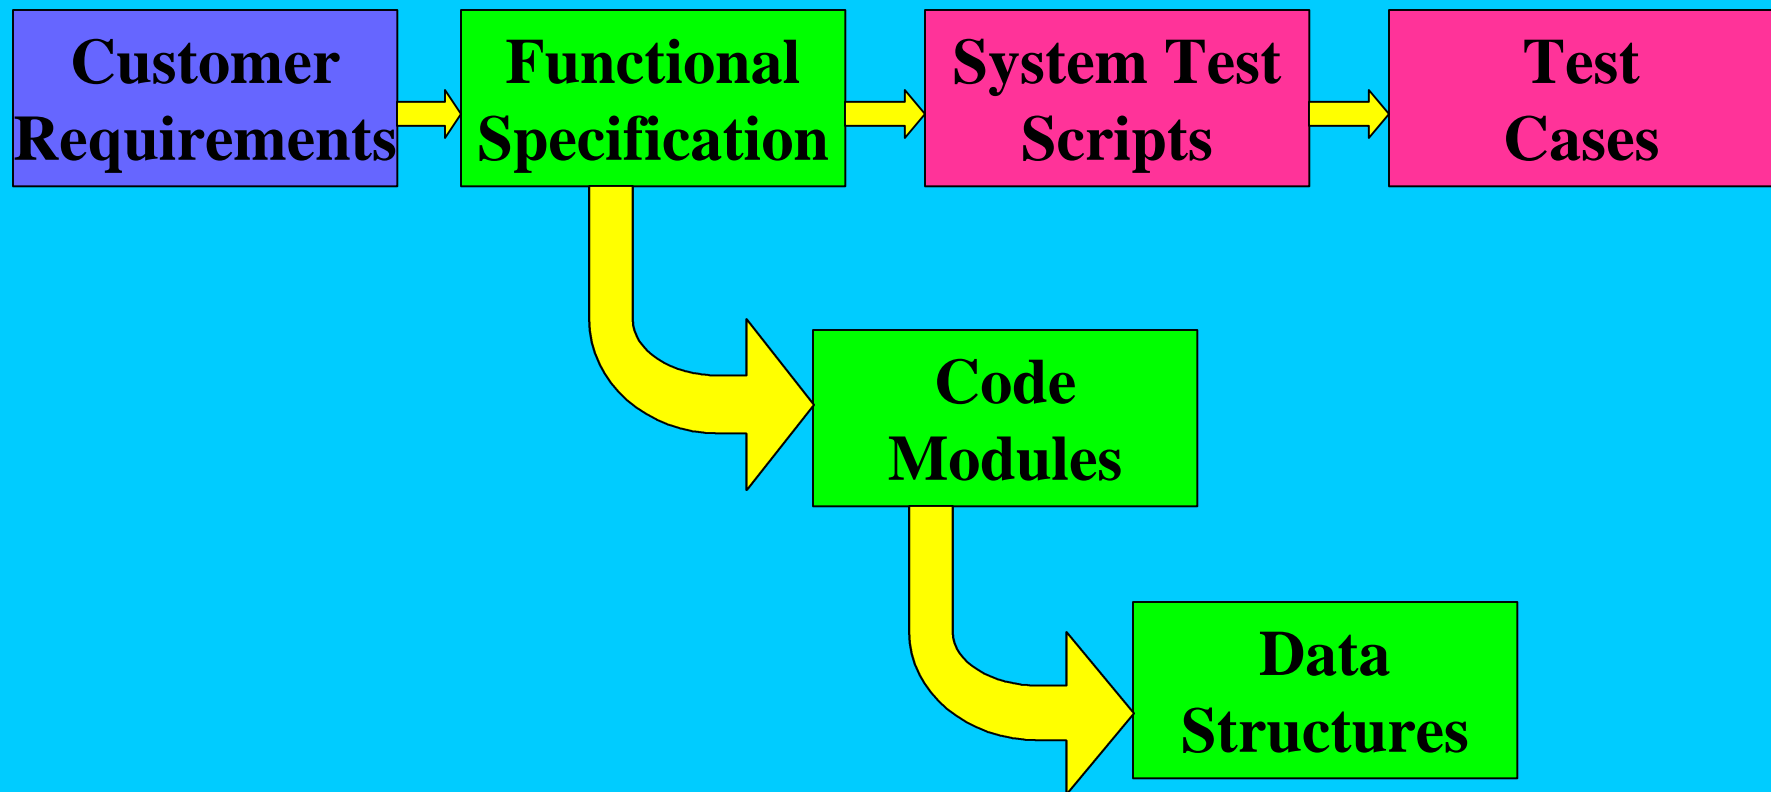 Customer
Requirements
Functional
Specification
System Test
Scripts
Test
Cases
Code
Modules
Data
Structures